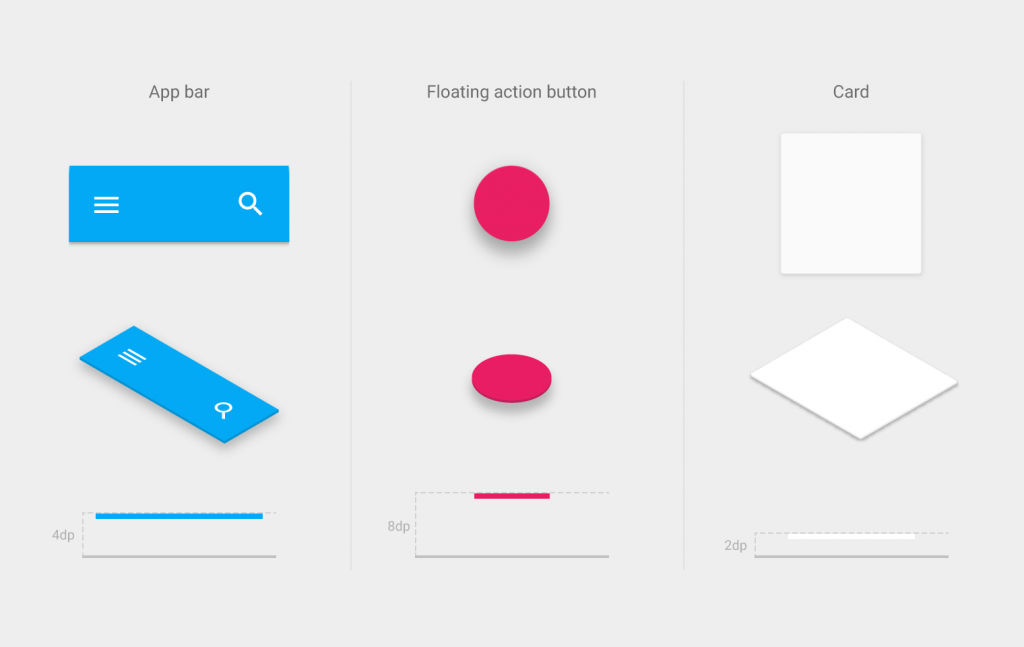 App bar
Floating action button
Card
4dp
8dp
2dp